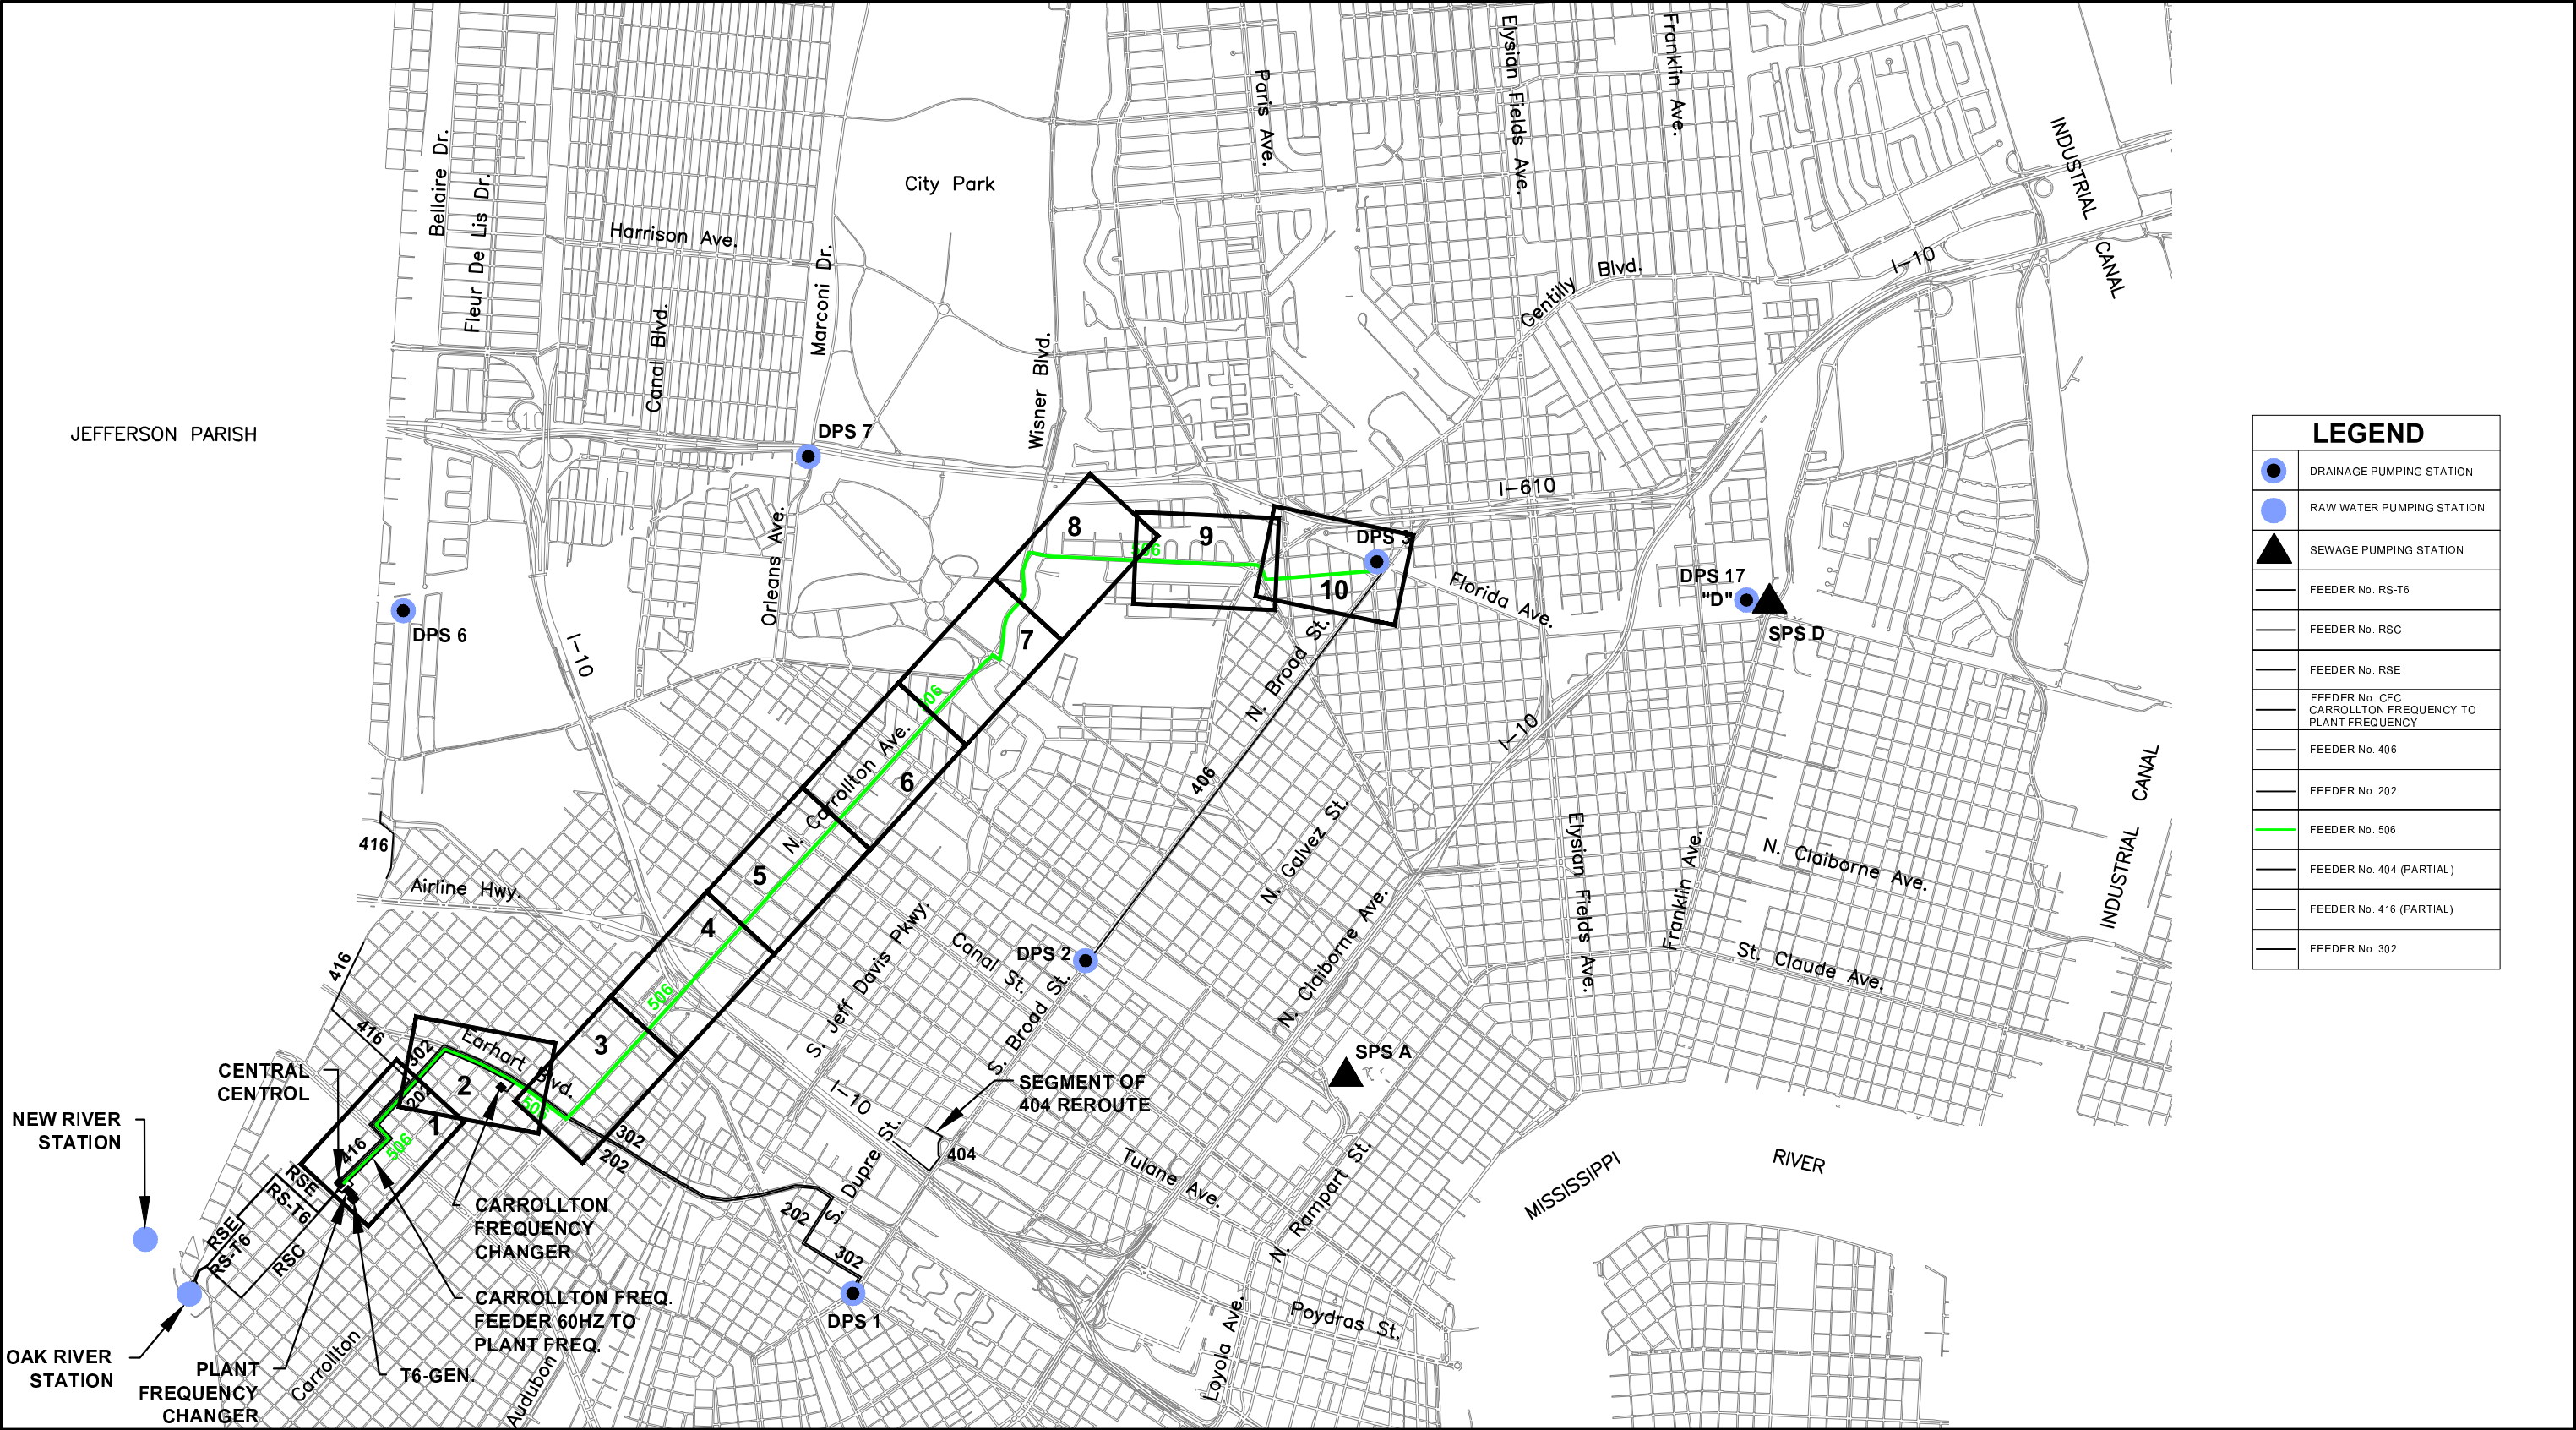 Bellaire Dr.
Fleur De Lis Dr.
Harrison Ave.
Canal Blvd.
Marconi Dr.
City Park
Wisner Blvd.
Paris Ave.
Elysian Fields Ave.
Franklin Ave.
Gentilly Blvd.
I-10
INDUSTRIAL CANAL
JEFFERSON PARISH
DPS 7
Orleans Ave.
DPS 6
I-10
I-610
8
9
506
DPS 3
10
7
Florida Ave.
DPS 17
"D"
SPS D
N. Broad St.
506
N. Carrollton Ave.
6
406
I-10
5
4
416
Airline Hwy.
416
416
N. Galvez St.
Elysian Fields Ave.
Franklin Ave.
N. Claiborne Ave.
INDUSTRIAL CANAL
St. Claude Ave.
S. Jeff Davis Pkwy.
Canal St.
DPS 2
S. Broad St.
N. Claiborne Ave.
506
3
302
Earhart Blvd.
2
202
506
1
416
506
CENTRAL
CENTROL
NEW RIVER
STATION
RSE
RS-T6
RSE
RS-T6
RSC
302
202
I-10
SEGMENT OF
404 REROUTE
404
S. Dupre St.
202
302
DPS 1
Tulane Ave.
SPS A
N. Rampart St.
MISSISSIPPI RIVER
Poydras St.
Loyola Ave.
CARROLLTON
FREQUENCY
CHANGER
CARROLLTON FREQ.
FEEDER 60HZ TO
PLANT FREQ.
T6-GEN.
OAK RIVER
STATION
PLANT
FREQUENCY
CHANGER
Carrollton
Audubon
LEGEND
DRAINAGE PUMPING STATION
RAW WATER PUMPING STATION
SEWAGE PUMPING STATION
FEEDER No. RS-T6
FEEDER No. RSC
FEEDER No. RSE
FEEDER No. CFC
CARROLLTON FREQUENCY TO
PLANT FREQUENCY
FEEDER No. 406
FEEDER No. 202
FEEDER No. 506
FEEDER No. 404 (PARTIAL)
FEEDER No. 416 (PARTIAL)
FEEDER No. 302